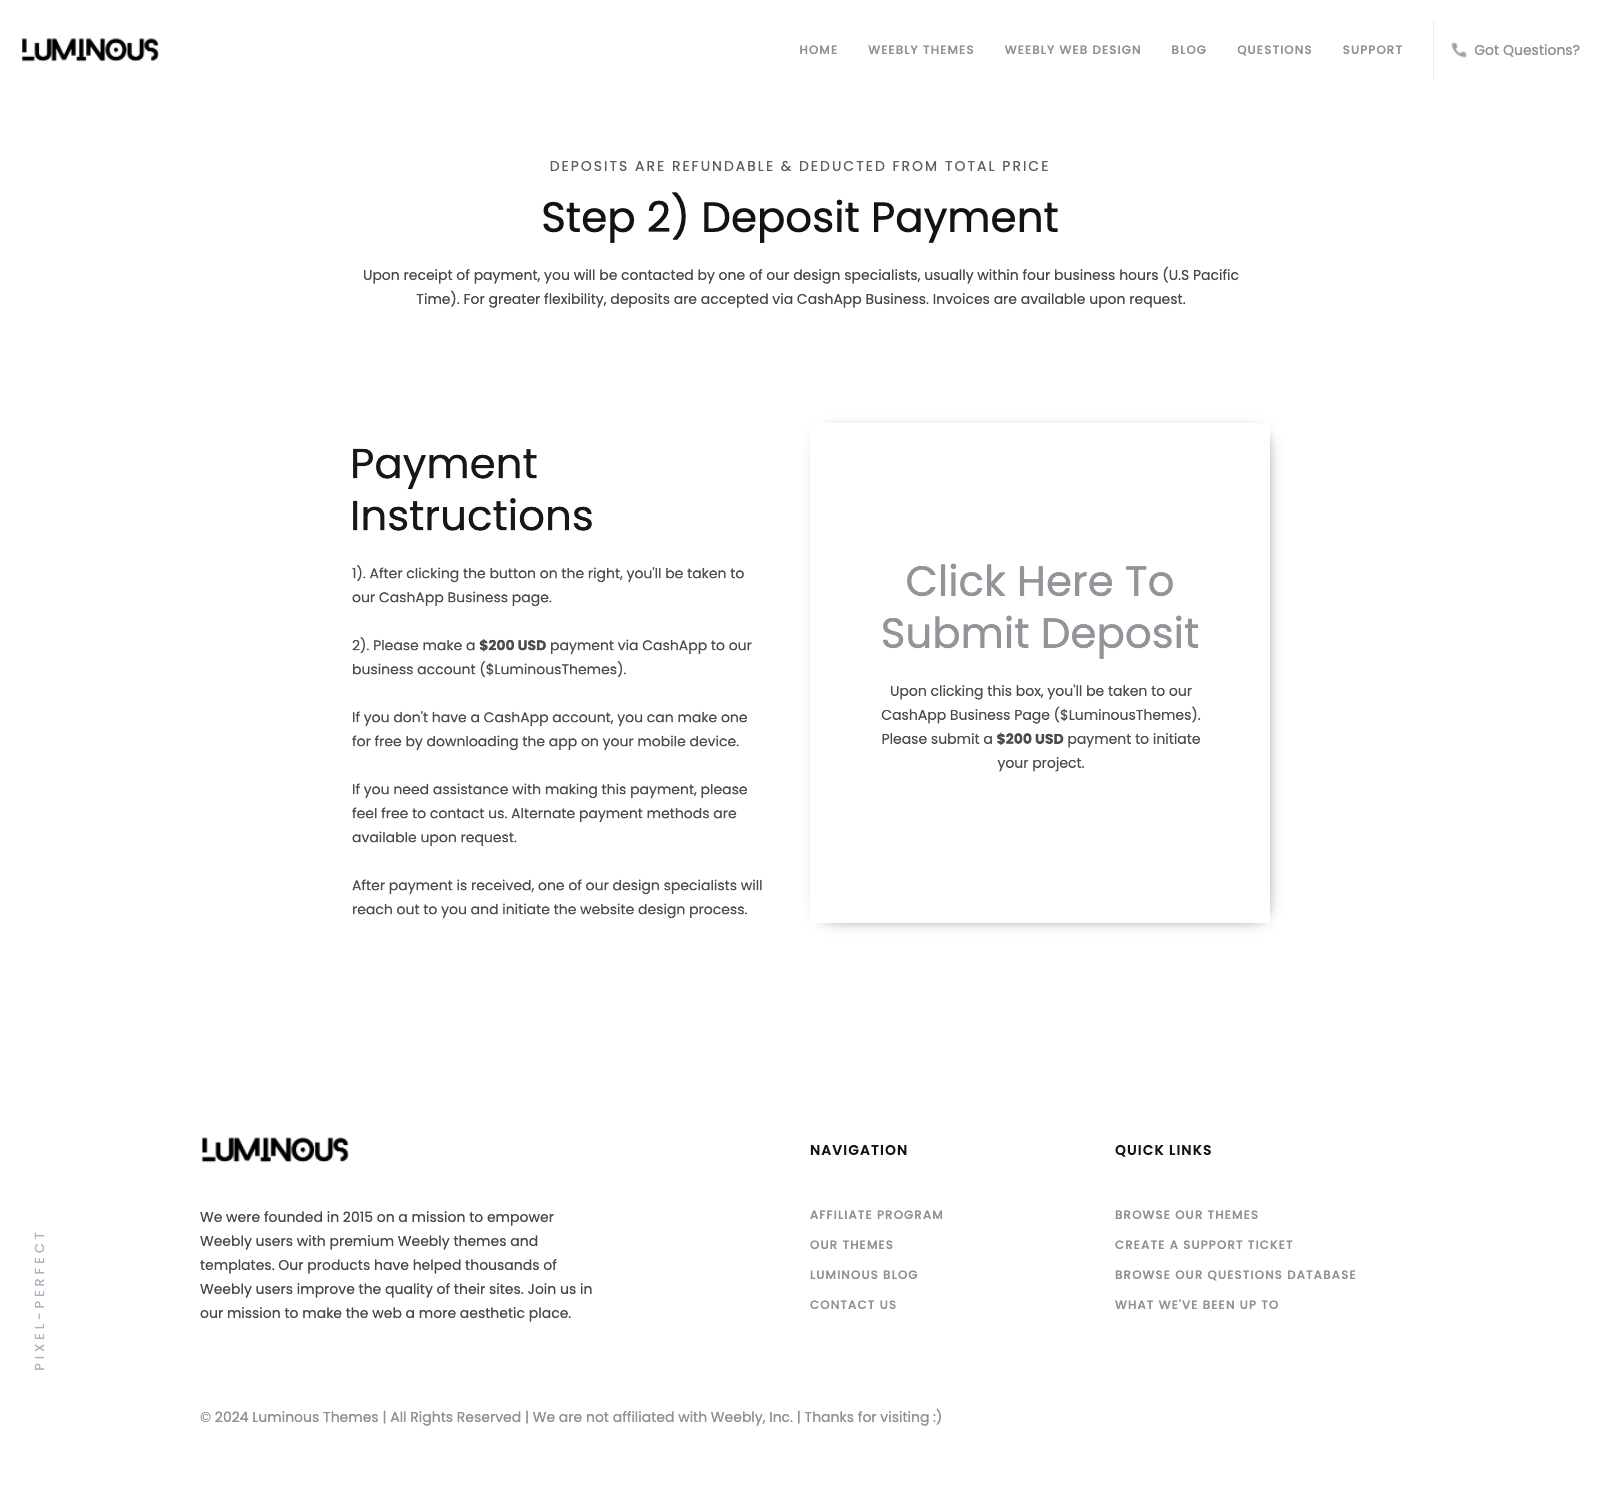 LUMINOUS
HOME
WEEBLY THEMES
WEEBLY WEB DESIGN
BLOG
QUESTIONS
SUPPORT
Got Questions?
DEPOSITS ARE REFUNDABLE & DEDUCTED FROM TOTAL PRICE
Step 2) Deposit Payment
Upon receipt of payment, you will be contacted by one of our design specialists, usually within four business hours (U.S Pacific
Time). For greater flexibility, deposits are accepted via CashApp Business. Invoices are available upon request.
Payment
Instructions
1). After clicking the button on the right, you'll be taken to
our CashApp Business page.
2). Please make a $200 USD payment via CashApp to our
business account ($LuminousThemes).
If you don't have a CashApp account, you can make one
for free by downloading the app on your mobile device.
If you need assistance with making this payment, please
feel free to contact us. Alternate payment methods are
available upon request.
After payment is received, one of our design specialists will
reach out to you and initiate the website design process.
Click Here To
Submit Deposit
Upon clicking this box, you'll be taken to our
CashApp Business Page ($LuminousThemes).
Please submit a $200 USD payment to initiate
your project.
LUMINOUS
We were founded in 2015 on a mission to empower
Weebly users with premium Weebly themes and
templates. Our products have helped thousands of
Weebly users improve the quality of their sites. Join us in
our mission to make the web a more aesthetic place.
NAVIGATION
AFFILIATE PROGRAM
OUR THEMES
LUMINOUS BLOG
CONTACT US
QUICK LINKS
BROWSE OUR THEMES
CREATE A SUPPORT TICKET
BROWSE OUR QUESTIONS DATABASE
WHAT WE'VE BEEN UP TO
PIXEL-PERFECT
© 2024 Luminous Themes | All Rights Reserved | We are not affiliated with Weebly, Inc. | Thanks for visiting :)